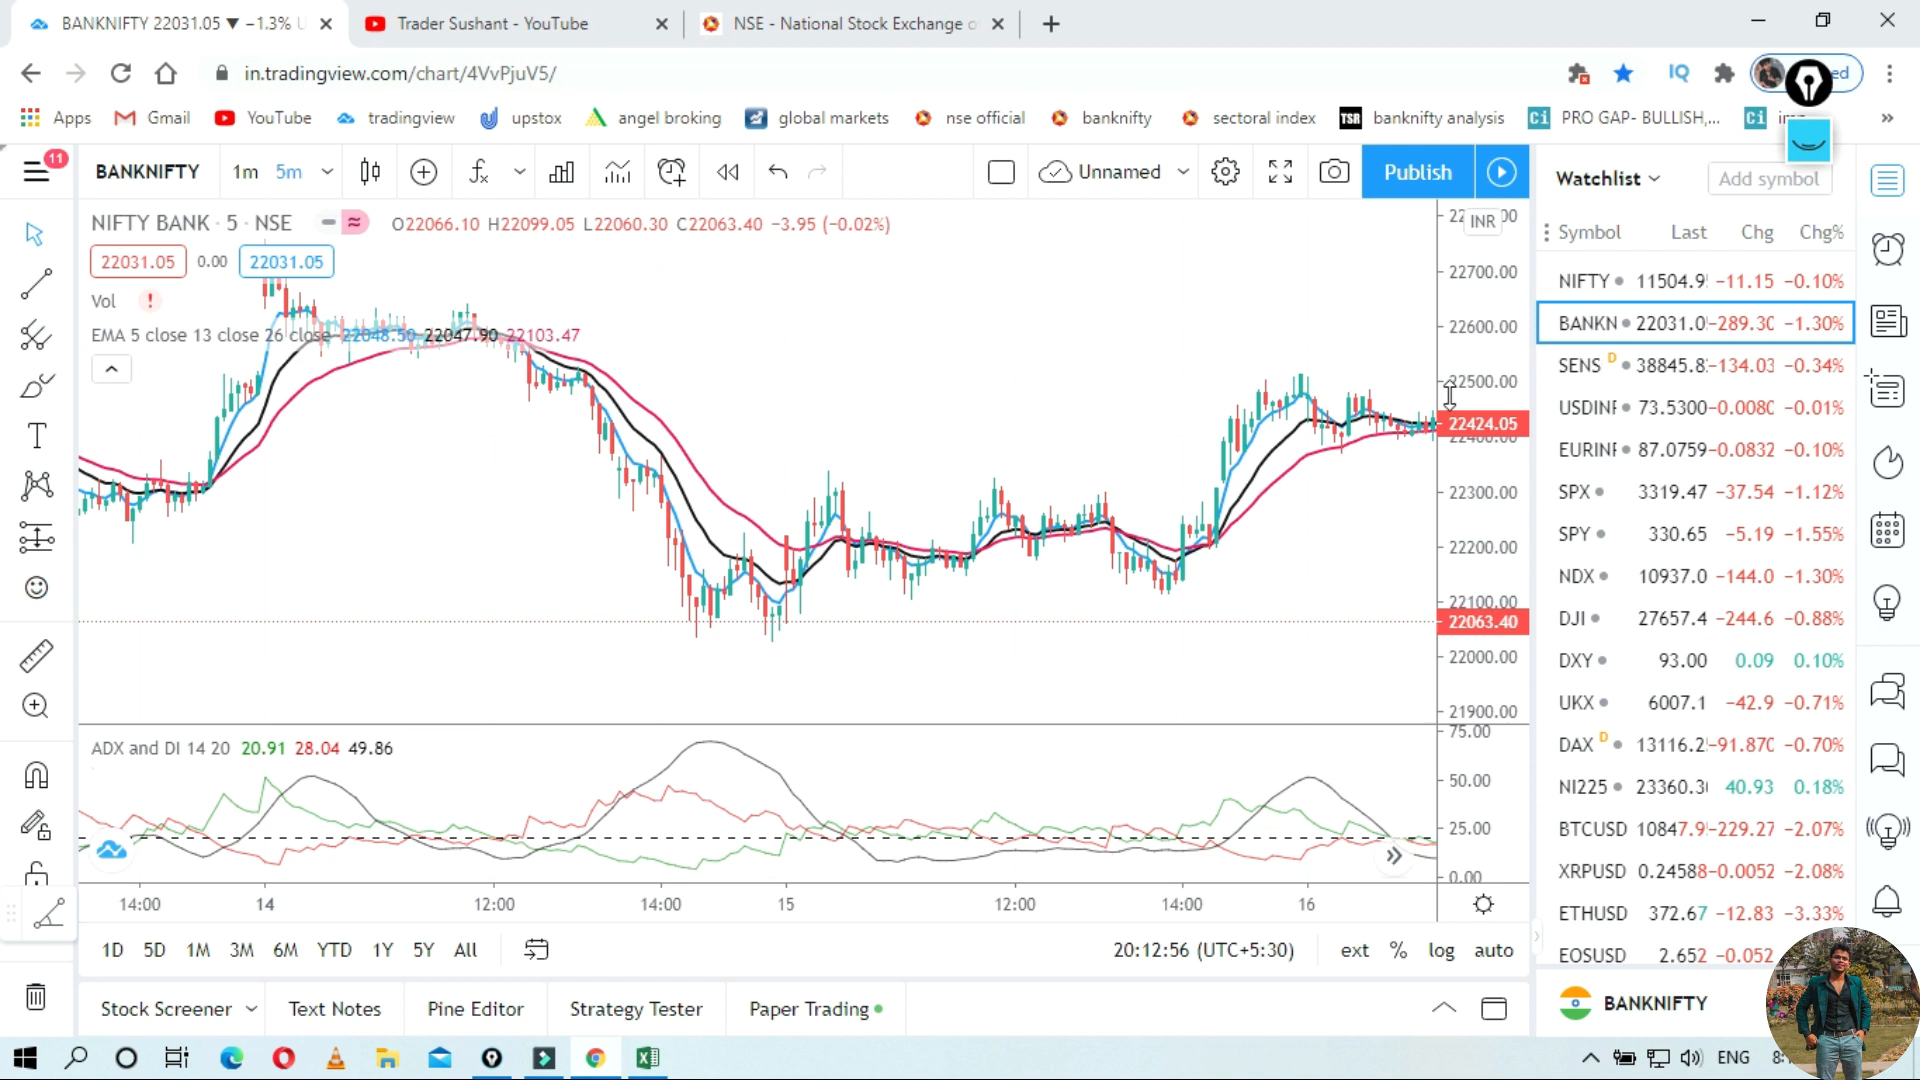 BANKNIFTY 22031.05 ▼ −1.3% U
Trader Sushant - YouTube
NSE - National Stock Exchange o
in.tradingview.com/chart/4VvPjuV5/
IQ
ed
Apps
Gmail
YouTube
tradingview
upstox
angel broking
global markets
nse official
banknifty
sectoral index
TSR
banknifty analysis
Ci
PRO GAP- BULLISH,...
Ci
»
11
BANKNIFTY
1m
5m
Unnamed
Publish
NIFTY BANK · 5 · NSE
O22066.10 H22099.05 L22060.30 C22063.40 −3.95 (−0.02%)
22031.05
0.00
22031.05
Vol
EMA 5 close 13 close 26 close 22048.50 22047.90 22103.47
INR
22700.00
22600.00
22500.00
22424.05
22400.00
22300.00
22200.00
22100.00
22063.40
22000.00
21900.00
ADX and DI 14 20 20.91 28.04 49.86
75.00
50.00
25.00
0.00
14:00
14
12:00
14:00
15
12:00
14:00
16
1D
5D
1M
3M
6M
YTD
1Y
5Y
All
20:12:56 (UTC+5:30)
ext
%
log
auto
Stock Screener
Text Notes
Pine Editor
Strategy Tester
Paper Trading
Watchlist
Add symbol
Symbol Last Chg Chg%
NIFTY 11504.9 −11.15 −0.10%
BANKN 22031.0 −289.30 −1.30%
SENS D 38845.8 −134.03 −0.34%
USDINF 73.5300 −0.0080 −0.01%
EURINF 87.0759 −0.0832 −0.10%
SPX 3319.47 −37.54 −1.12%
SPY 330.65 −5.19 −1.55%
NDX 10937.0 −144.0 −1.30%
DJI 27657.4 −244.6 −0.88%
DXY 93.00 0.09 0.10%
UKX 6007.1 −42.9 −0.71%
DAX D 13116.2 −91.870 −0.70%
NI225 23360.3 40.93 0.18%
BTCUSD 10847.9 −229.27 −2.07%
XRPUSD 0.24588 −0.0052 −2.08%
ETHUSD 372.67 −12.83 −3.33%
EOSUSD 2.652 −0.052
BANKNIFTY
ENG